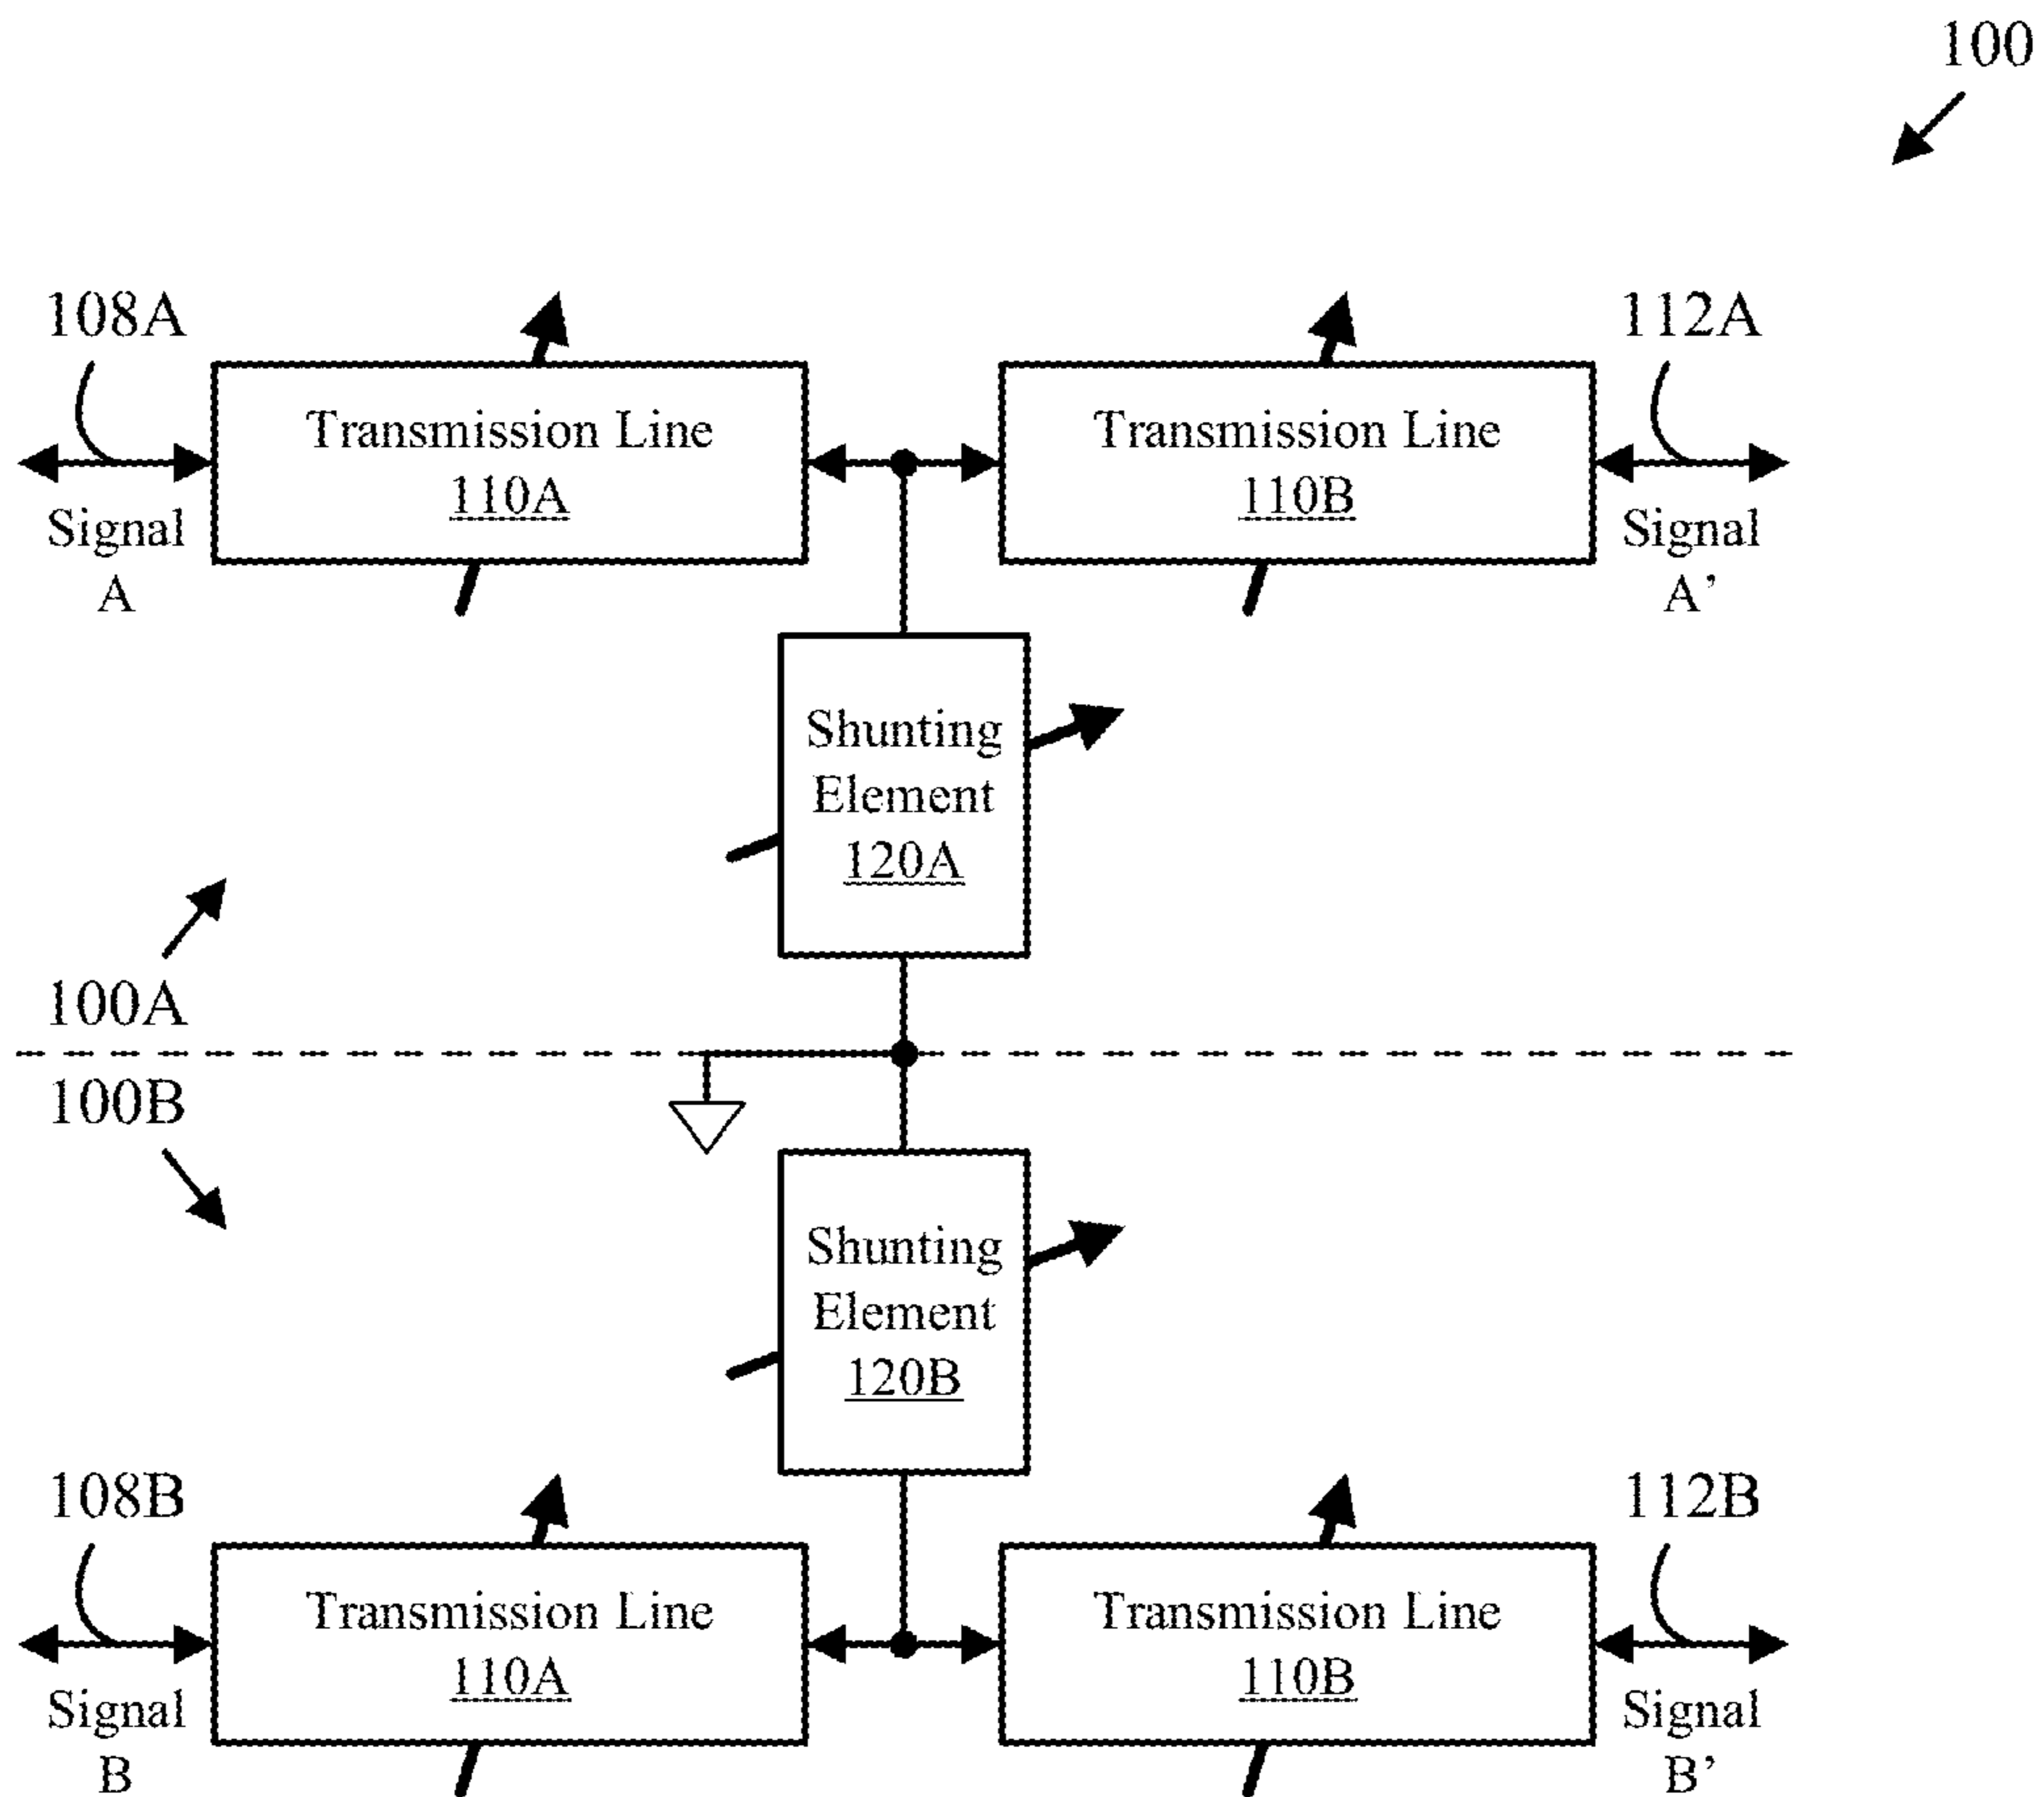 100
108A
112A
Transmission Line
110A
Transmission Line
110B
Signal
A
Signal
A’
Shunting
Element
120A
100A
100B
Shunting
Element
120B
108B
112B
Transmission Line
110A
Transmission Line
110B
Signal
B
Signal
B’